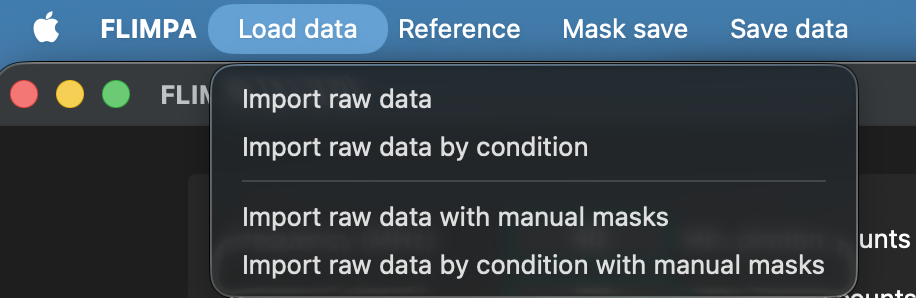 FLIMPA Load data Reference Mask save Save data
Import raw data
Import raw data by condition
Import raw data with manual masks
Import raw data by condition with manual masks